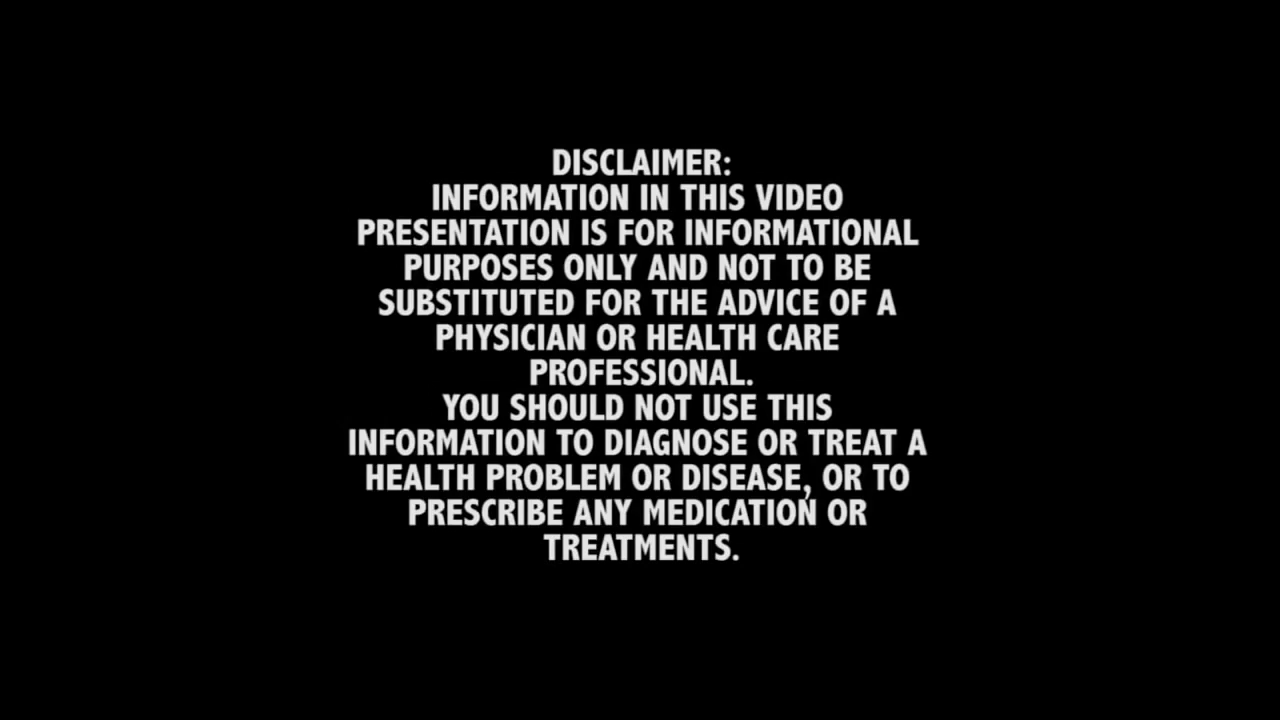 DISCLAIMER:
INFORMATION IN THIS VIDEO
PRESENTATION IS FOR INFORMATIONAL
PURPOSES ONLY AND NOT TO BE
SUBSTITUTED FOR THE ADVICE OF A
PHYSICIAN OR HEALTH CARE
PROFESSIONAL.
YOU SHOULD NOT USE THIS
INFORMATION TO DIAGNOSE OR TREAT A
HEALTH PROBLEM OR DISEASE, OR TO
PRESCRIBE ANY MEDICATION OR
TREATMENTS.